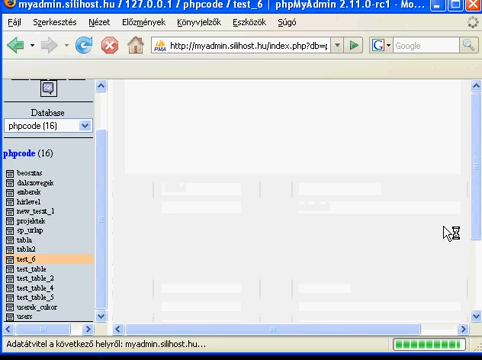 myadmin.silihost.hu / 127.0.0.1 / phpcode / test_6 | phpMyAdmin 2.11.0-rc1 - Mo...
Fájl Szerkesztés Nézet Előzmények Könyvjelzők Eszközök Súgó
http://myadmin.silihost.hu/index.php?db=p
Google
Database
phpcode (16)
phpcode (16)
beosztas
dalszovegek
emberek
hirlevel
new_teszt_1
projektek
sp_urlap
tabla
tabla2
test_6
test_table
test_table_2
test_table_4
test_table_5
userek_cukor
users
Adatátvitel a következő helyről: myadmin.silihost.hu...